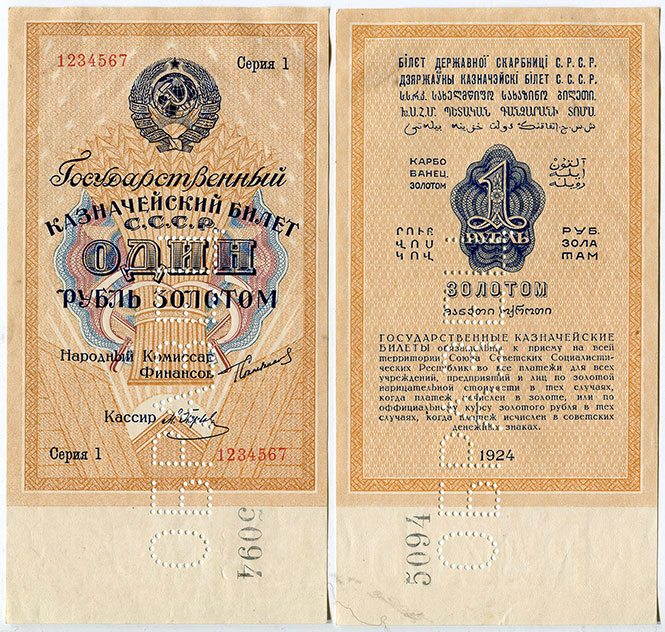 1234567 Серия 1
Государственный
КАЗНАЧЕЙСКИЙ БИЛЕТ
С.С.С.Р.
ОДИН
РУБЛЬ ЗОЛОТОМ
Народный Комиссар
Финансов
Кассир
Серия 1 1234567
5094
БІЛЕТ ДЕРЖАВНОЇ СКАРБНИЦІ С.Р.С.Р.
ДЗЯРЖАЎНЫ КАЗНАЧЭЙСКІ БІЛЕТ С.С.С.Р.
КАРБО
ВАНЕЦ
ЗОЛОТОМ
1
РУБЛЬ
ՐՈՒԲ
ՎՈՍ
ԿՈՎ
РУБ.
ЗОЛА
ТАМ
ЗОЛОТОМ
ГОСУДАРСТВЕННЫЕ КАЗНАЧЕЙСКИЕ
БИЛЕТЫ обязательны к приему на всей
территории Союза Советских Социалистических
Республик во все платежи для всех
учреждений, предприятий и лиц по золотой
нарицательной стоимости в тех случаях,
когда платеж исчислен в золоте, или по
официальному курсу золотого рубля в тех
случаях, когда платеж исчислен в советских
денежных знаках.
1924
5094